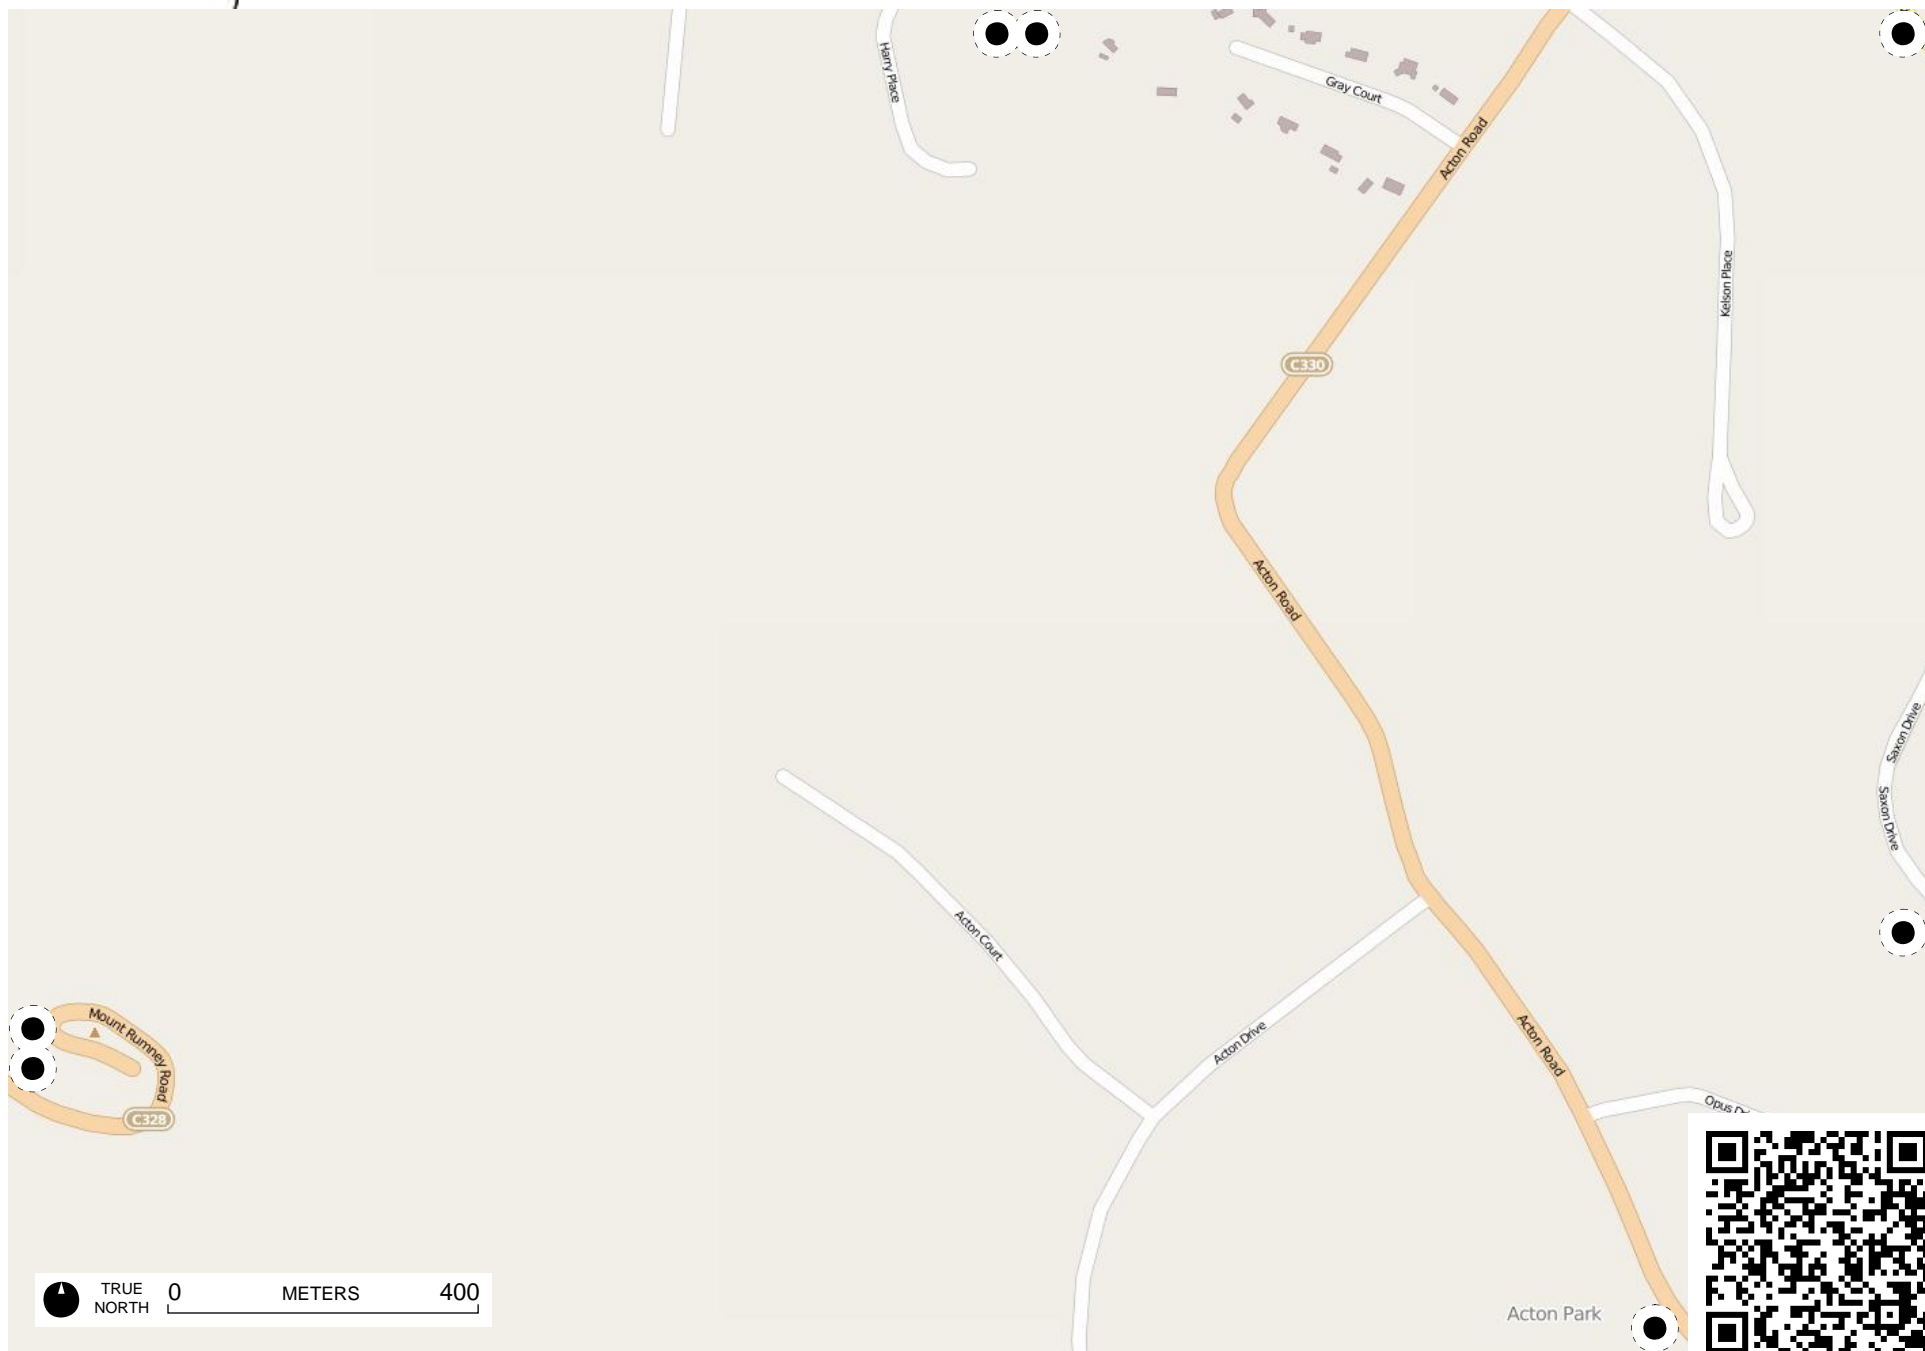 Harry Place
Gray Court
Acton Road
Kelson Place
C330
Acton Road
Saxon Drive
Saxon Drive
Acton Court
Mount Rumney Road
Acton Drive
Acton Road
C328
Opus
TRUE
NORTH
0 METERS 400
Acton Park